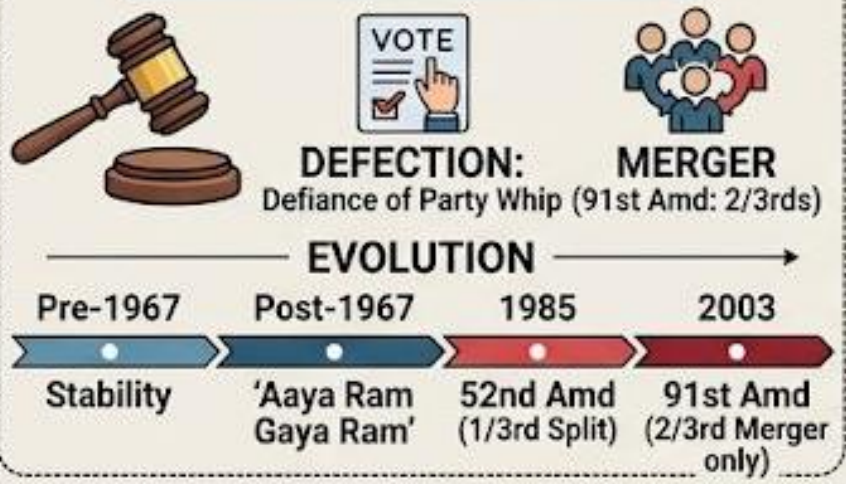 VOTE
DEFECTION:
Defiance of Party Whip
MERGER
(91st Amd: 2/3rds)
EVOLUTION
Pre-1967
Post-1967
1985
2003
Stability
‘Aaya Ram
Gaya Ram’
52nd Amd
(1/3rd Split)
91st Amd
(2/3rd Merger
only)